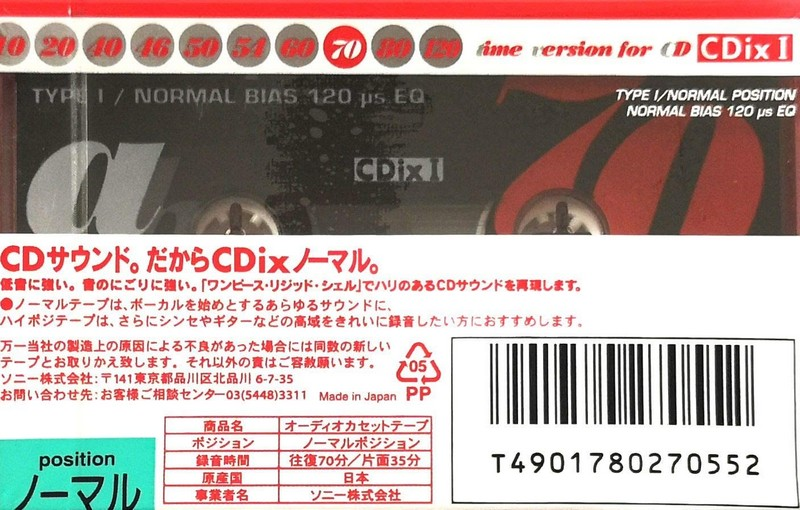 10 20 40 46 50 54 60 70 80 120 time version for CD CDix I
TYPE I / NORMAL BIAS 120 µs EQ
TYPE I/NORMAL POSITION
NORMAL BIAS 120 µs EQ
a
CDix I
70
CDサウンド。だからCDixノーマル。
低音に強い。音のにごりに強い。「ワンピース・リジッド・シェル」でハリのあるCDサウンドを再現します。
●ノーマルテープは、ボーカルを始めとするあらゆるサウンドに、
ハイポジテープは、さらにシンセやギターなどの高域をきれいに録音したい方におすすめします。
万一当社の製造上の原因による不良があった場合には同数の新しい
テープとお取りかえ致します。それ以外の責はご容赦願います。
ソニー株式会社:〒141東京都品川区北品川 6-7-35
お問い合わせ先:お客様ご相談センター03(5448)3311 Made in Japan
05
PP
商品名 オーディオカセットテープ
ポジション ノーマルポジション
録音時間 往復70分/片面35分
原産国 日本
事業者名 ソニー株式会社
position
ノーマル
T4901780270552